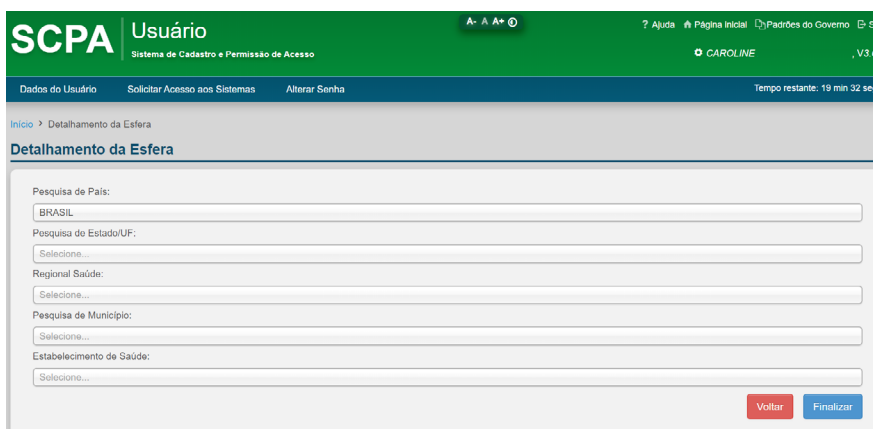 SCPA
Usuário
Sistema de Cadastro e Permissão de Acesso
A- A A+
? Ajuda Página Inicial Padrões do Governo S
CAROLINE , V3.
Dados do Usuário Solicitar Acesso aos Sistemas Alterar Senha Tempo restante: 19 min 32 se
Início > Detalhamento da Esfera
Detalhamento da Esfera
Pesquisa de País:
BRASIL
Pesquisa de Estado/UF:
Selecione...
Regional Saúde:
Selecione...
Pesquisa de Município:
Selecione...
Estabelecimento de Saúde:
Selecione...
Voltar Finalizar